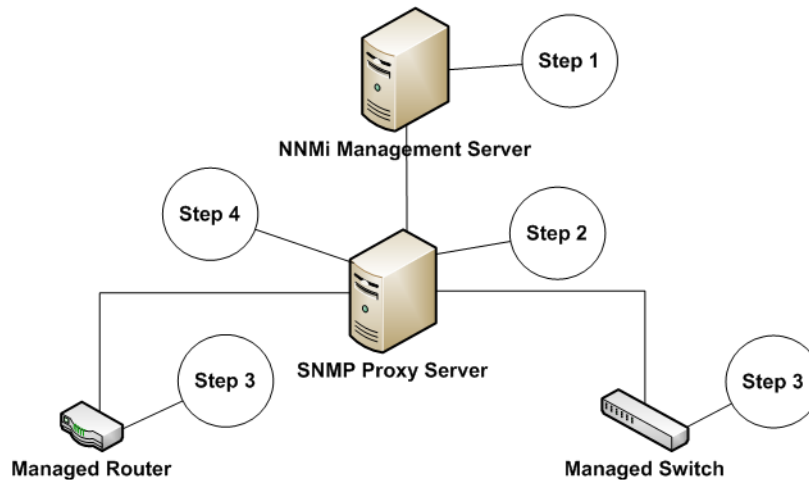 Step 1
NNMi Management Server
Step 4
Step 2
SNMP Proxy Server
Step 3
Step 3
Managed Router
Managed Switch